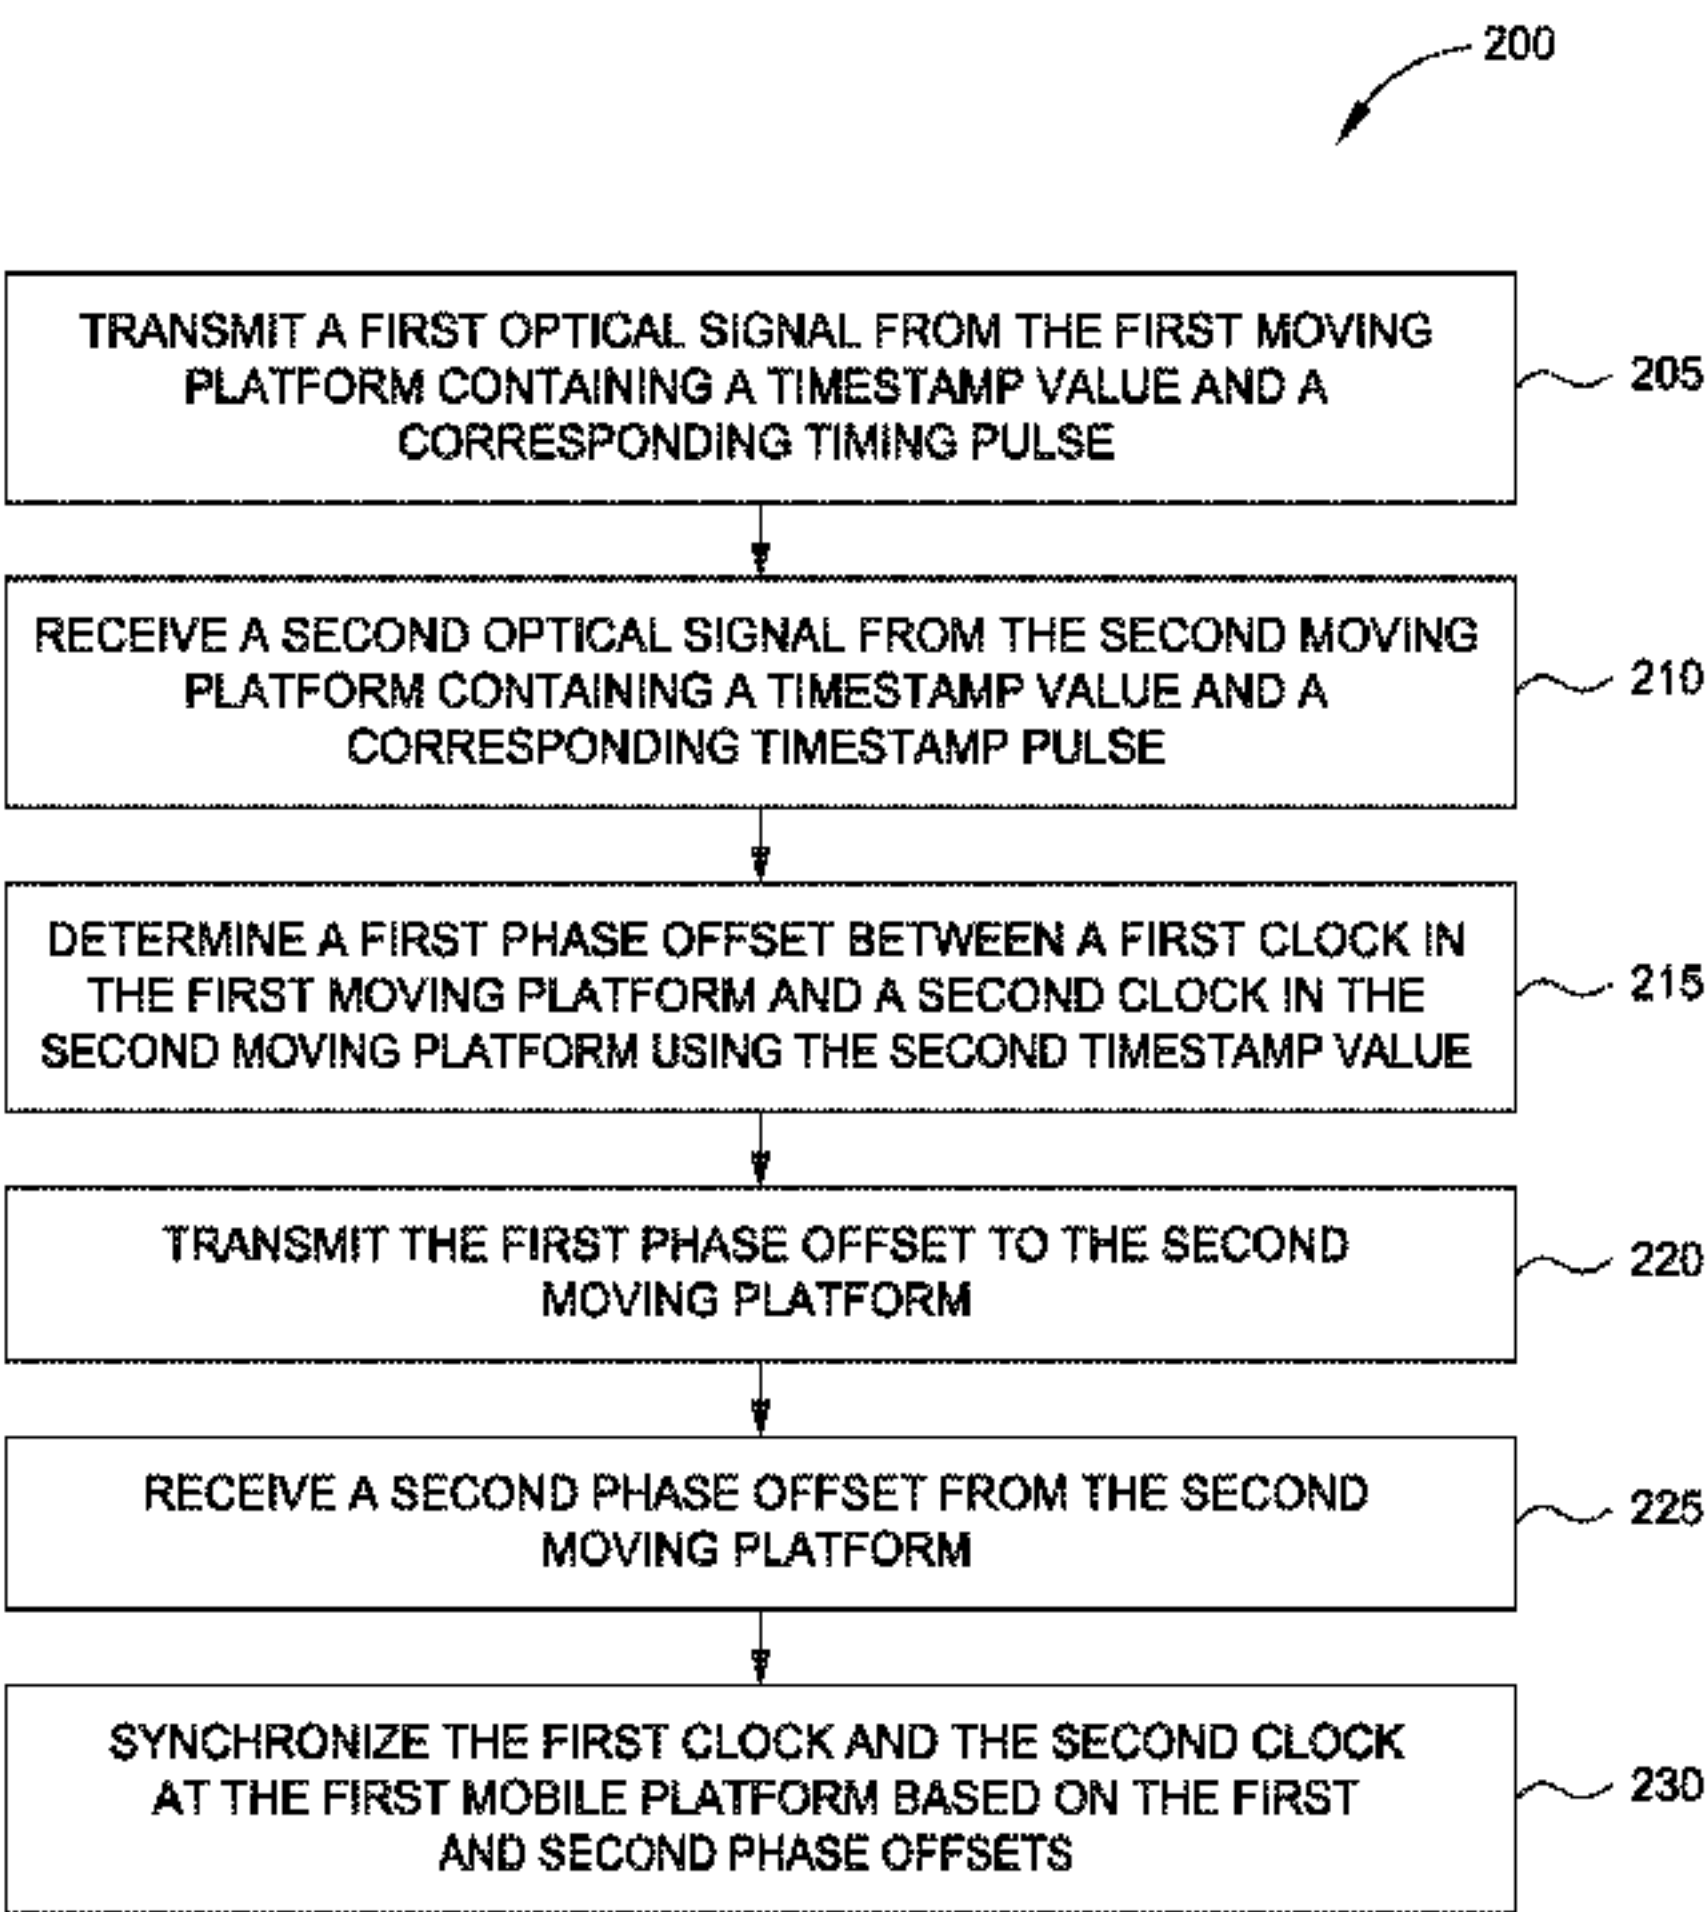 200
TRANSMIT A FIRST OPTICAL SIGNAL FROM THE FIRST MOVING
PLATFORM CONTAINING A TIMESTAMP VALUE AND A
CORRESPONDING TIMING PULSE
205
RECEIVE A SECOND OPTICAL SIGNAL FROM THE SECOND MOVING
PLATFORM CONTAINING A TIMESTAMP VALUE AND A
CORRESPONDING TIMESTAMP PULSE
210
DETERMINE A FIRST PHASE OFFSET BETWEEN A FIRST CLOCK IN
THE FIRST MOVING PLATFORM AND A SECOND CLOCK IN THE
SECOND MOVING PLATFORM USING THE SECOND TIMESTAMP VALUE
215
TRANSMIT THE FIRST PHASE OFFSET TO THE SECOND
MOVING PLATFORM
220
RECEIVE A SECOND PHASE OFFSET FROM THE SECOND
MOVING PLATFORM
225
SYNCHRONIZE THE FIRST CLOCK AND THE SECOND CLOCK
AT THE FIRST MOBILE PLATFORM BASED ON THE FIRST
AND SECOND PHASE OFFSETS
230